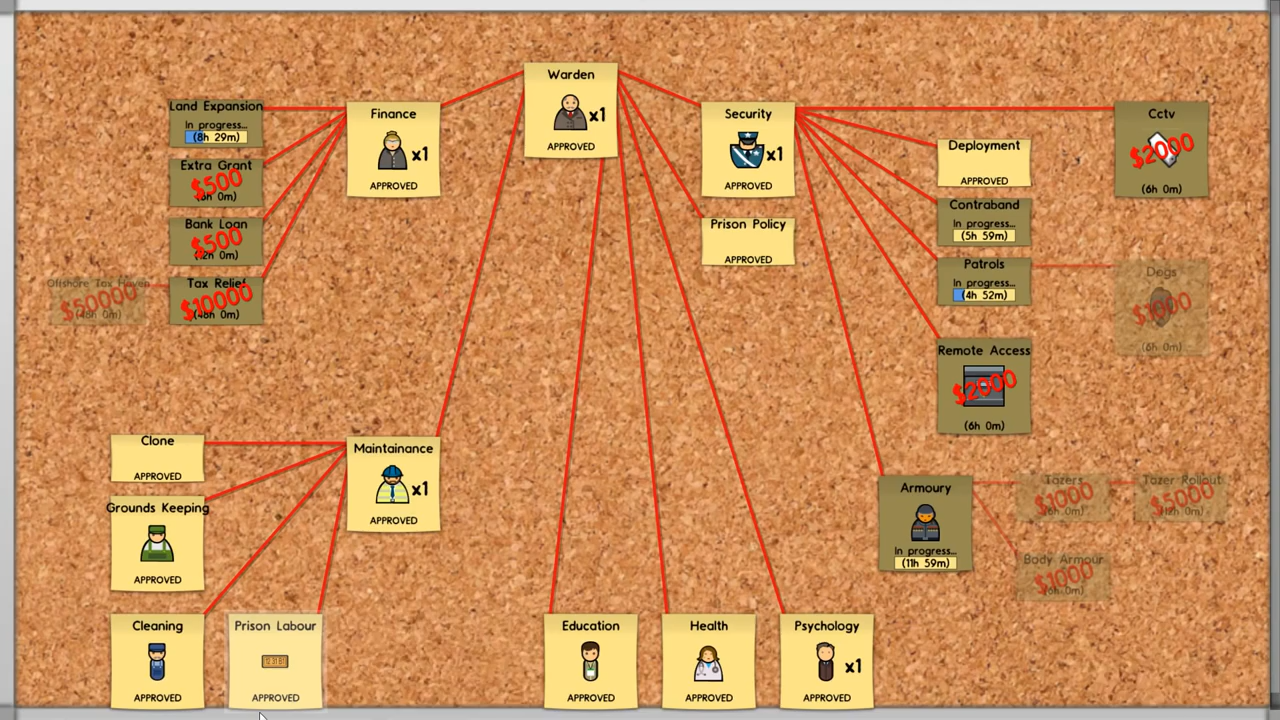 Warden
x1
APPROVED
Land Expansion
In progress...
(8h 29m)
Extra Grant
$500
(6h 0m)
Bank Loan
$500
Tax Relief
$10000
(48h 0m)
Offshore Tax Haven
$50000
(48h 0m)
Finance
x1
APPROVED
Security
x1
APPROVED
Prison Policy
APPROVED
Deployment
APPROVED
Contraband
In progress...
(5h 59m)
Patrols
In progress...
(4h 52m)
Remote Access
$2000
(6h 0m)
Cctv
$2000
(6h 0m)
Dogs
$1000
(6h 0m)
Clone
APPROVED
Grounds Keeping
APPROVED
Maintainance
x1
APPROVED
Cleaning
APPROVED
Prison Labour
APPROVED
Armoury
In progress...
(11h 59m)
Tazers
$1000
(6h 0m)
Tazer Rollout
$5000
(12h 0m)
Body Armour
$1000
(6h 0m)
Education
APPROVED
Health
APPROVED
Psychology
x1
APPROVED